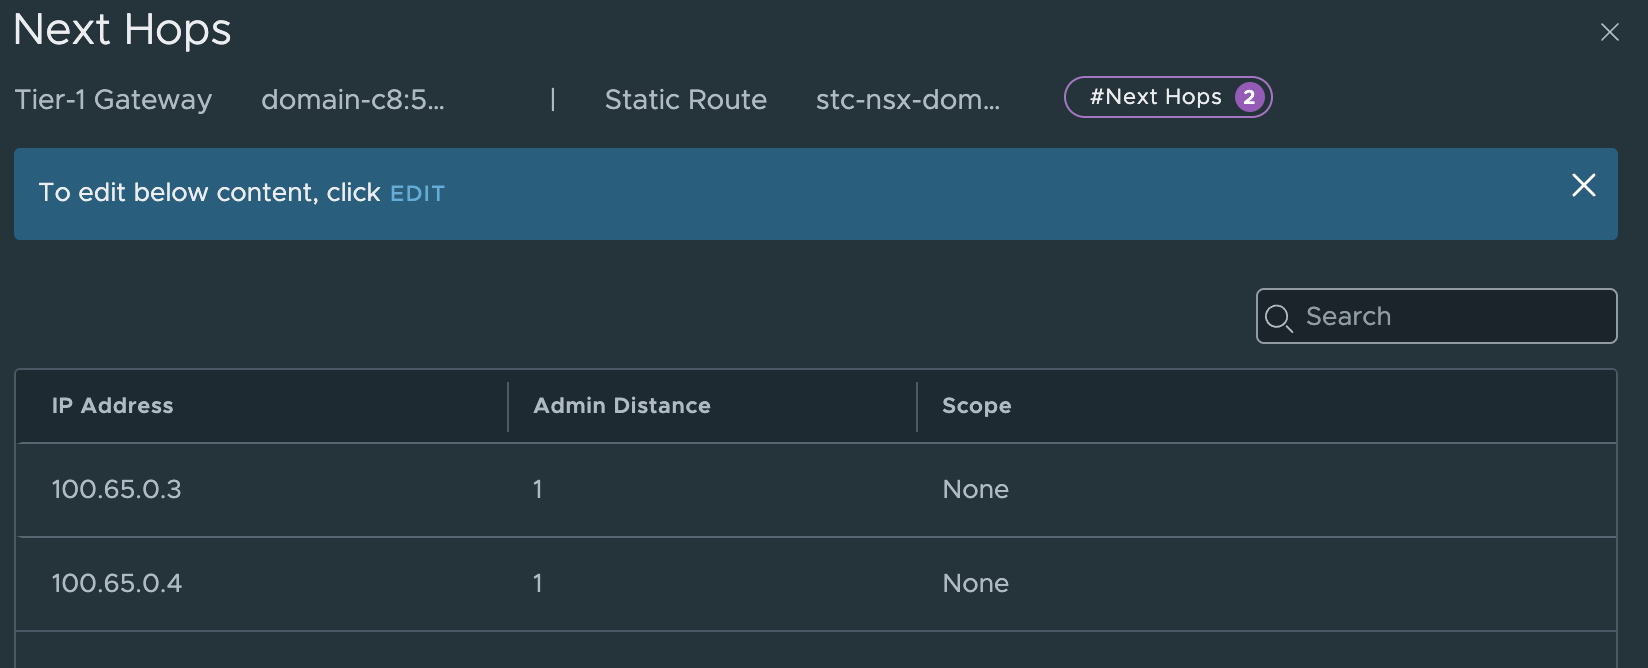 Next Hops
Tier-1 Gateway domain-c8:5... | Static Route stc-nsx-dom... #Next Hops 2
To edit below content, click EDIT
Search
IP Address Admin Distance Scope
100.65.0.3 1 None
100.65.0.4 1 None